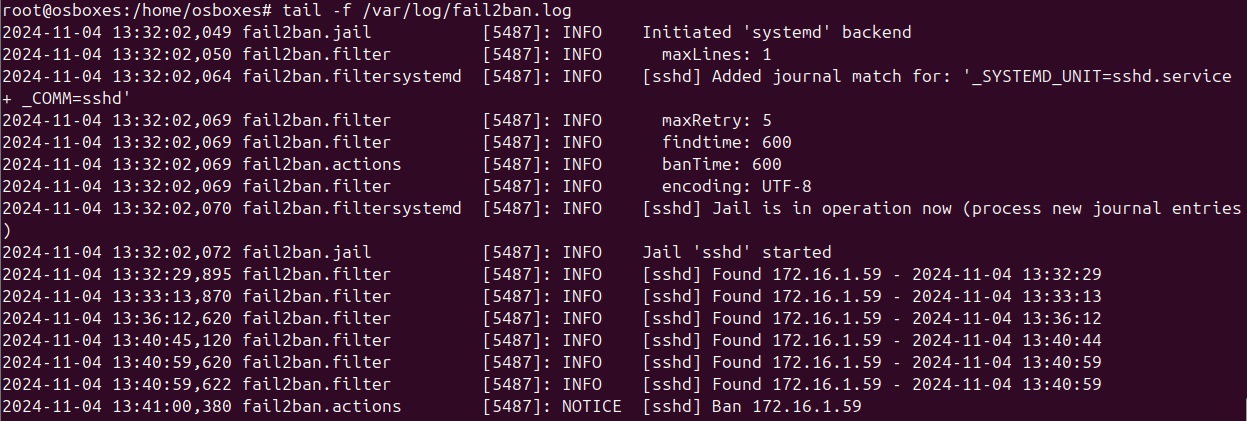 root@osboxes:/home/osboxes# tail -f /var/log/fail2ban.log
2024-11-04 13:32:02,049 fail2ban.jail           [5487]: INFO    Initiated 'systemd' backend
2024-11-04 13:32:02,050 fail2ban.filter         [5487]: INFO      maxLines: 1
2024-11-04 13:32:02,064 fail2ban.filtersystemd  [5487]: INFO    [sshd] Added journal match for: '_SYSTEMD_UNIT=sshd.service
+ _COMM=sshd'
2024-11-04 13:32:02,069 fail2ban.filter         [5487]: INFO      maxRetry: 5
2024-11-04 13:32:02,069 fail2ban.filter         [5487]: INFO      findtime: 600
2024-11-04 13:32:02,069 fail2ban.actions        [5487]: INFO      banTime: 600
2024-11-04 13:32:02,069 fail2ban.filter         [5487]: INFO      encoding: UTF-8
2024-11-04 13:32:02,070 fail2ban.filtersystemd  [5487]: INFO    [sshd] Jail is in operation now (process new journal entries
)
2024-11-04 13:32:02,072 fail2ban.jail           [5487]: INFO    Jail 'sshd' started
2024-11-04 13:32:29,895 fail2ban.filter         [5487]: INFO    [sshd] Found 172.16.1.59 - 2024-11-04 13:32:29
2024-11-04 13:33:13,870 fail2ban.filter         [5487]: INFO    [sshd] Found 172.16.1.59 - 2024-11-04 13:33:13
2024-11-04 13:36:12,620 fail2ban.filter         [5487]: INFO    [sshd] Found 172.16.1.59 - 2024-11-04 13:36:12
2024-11-04 13:40:45,120 fail2ban.filter         [5487]: INFO    [sshd] Found 172.16.1.59 - 2024-11-04 13:40:44
2024-11-04 13:40:59,620 fail2ban.filter         [5487]: INFO    [sshd] Found 172.16.1.59 - 2024-11-04 13:40:59
2024-11-04 13:40:59,622 fail2ban.filter         [5487]: INFO    [sshd] Found 172.16.1.59 - 2024-11-04 13:40:59
2024-11-04 13:41:00,380 fail2ban.actions        [5487]: NOTICE  [sshd] Ban 172.16.1.59